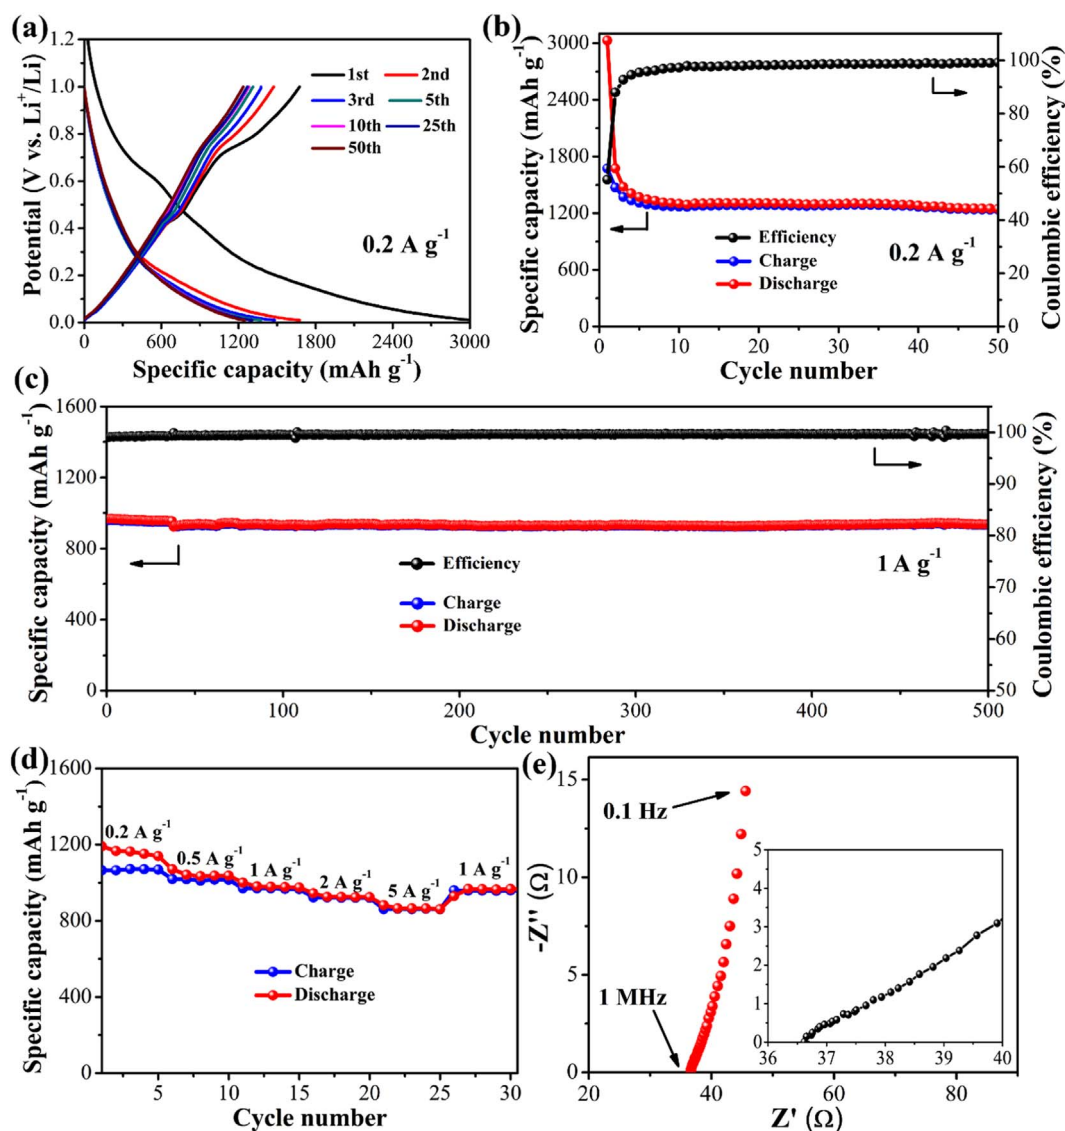 (a)
1.2
1.0
0.8
0.6
0.4
0.2
0.0
Potential (V vs. Li⁺/Li)
1st 2nd
3rd 5th
10th 25th
50th
0.2 A g⁻¹
0 600 1200 1800 2400 3000
Specific capacity (mAh g⁻¹)
(b)
3000
2400
1800
1200
600
0
Specific capacity (mAh g⁻¹)
Efficiency
Charge
Discharge
0.2 A g⁻¹
100
80
60
40
20
0
Coulombic efficiency (%)
0 10 20 30 40 50
Cycle number
(c)
1600
1200
800
400
0
Specific capacity (mAh g⁻¹)
Efficiency
Charge
Discharge
1 A g⁻¹
100
90
80
70
60
50
Coulombic efficiency (%)
0 100 200 300 400 500
Cycle number
(d)
1600
1200
800
400
0
Specific capacity (mAh g⁻¹)
0.2 A g⁻¹
0.5 A g⁻¹
1 A g⁻¹
2 A g⁻¹
5 A g⁻¹
1 A g⁻¹
Charge
Discharge
5 10 15 20 25 30
Cycle number
(e)
15
10
5
0
-Z'' (Ω)
0.1 Hz
1 MHz
5
4
3
2
1
0
36 37 38 39 40
20 40 60 80
Z' (Ω)